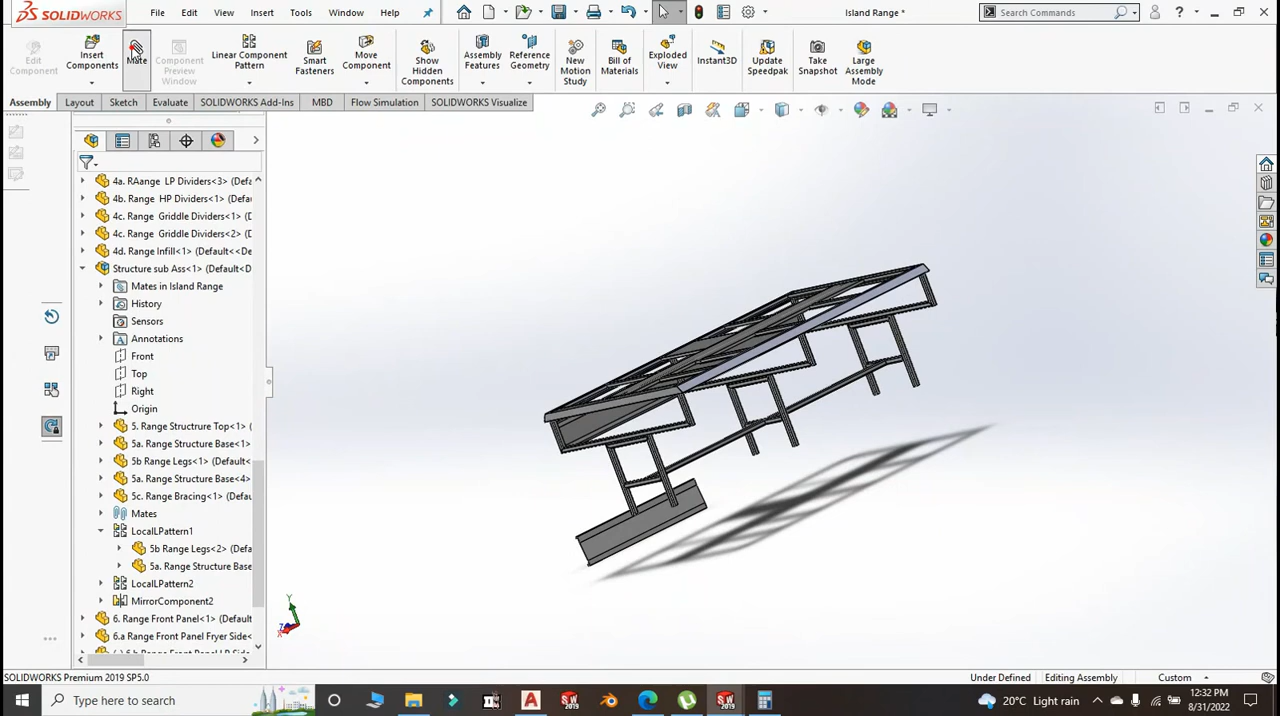 SOLIDWORKS
File
Edit
View
Insert
Tools
Window
Help
Island Range *
Search Commands
Edit Component
Insert Components
Mate
Component Preview Window
Linear Component Pattern
Smart Fasteners
Move Component
Show Hidden Components
Assembly Features
Reference Geometry
New Motion Study
Bill of Materials
Exploded View
Instant3D
Update Speedpak
Take Snapshot
Large Assembly Mode
Assembly
Layout
Sketch
Evaluate
SOLIDWORKS Add-Ins
MBD
Flow Simulation
SOLIDWORKS Visualize
4a. RAange LP Dividers<3> (Defa
4b. Range HP Dividers<1> (Defau
4c. Range Griddle Dividers<1> (D
4c. Range Griddle Dividers<2> (D
4d. Range Infill<1> (Default<<De
Structure sub Ass<1> (Default<D
Mates in Island Range
History
Sensors
Annotations
Front
Top
Right
Origin
5. Range Structrure Top<1> (
5a. Range Structure Base<1>
5b Range Legs<1> (Default<
5a. Range Structure Base<4>
5c. Range Bracing<1> (Defau
Mates
LocalLPattern1
5b Range Legs<2> (Defa
5a. Range Structure Base
LocalLPattern2
MirrorComponent2
6. Range Front Panel<1> (Default
6.a Range Front Panel Fryer Side<
Y
X
Z
SOLIDWORKS Premium 2019 SP5.0
Under Defined
Editing Assembly
Custom
Type here to search
20°C Light rain
12:32 PM
8/31/2022